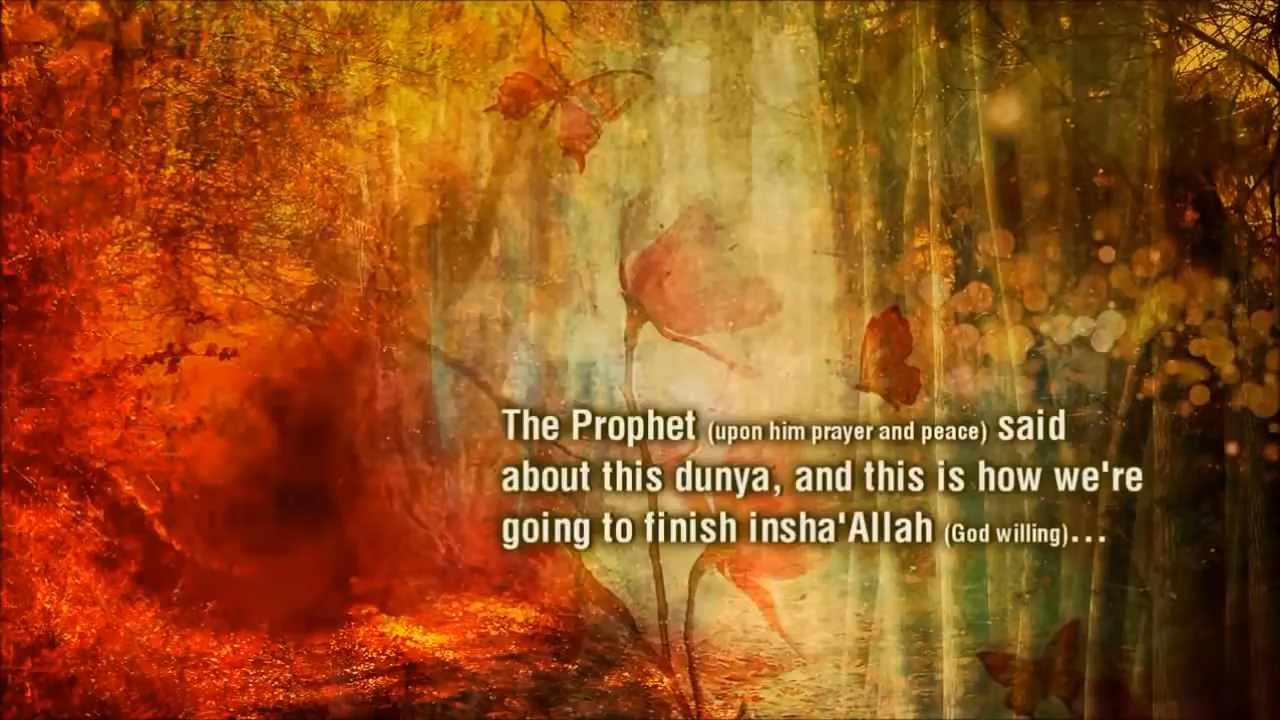 The Prophet (upon him prayer and peace) said
about this dunya, and this is how we're
going to finish insha'Allah (God willing)...